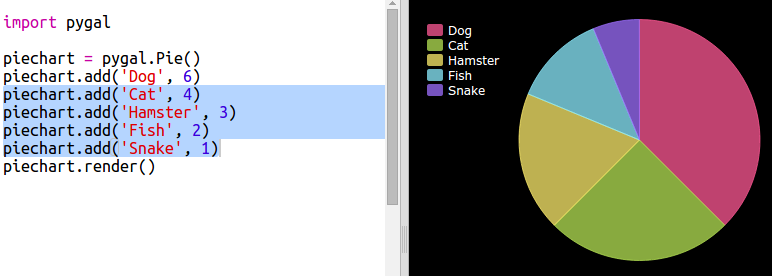 import pygal
piechart = pygal.Pie()
piechart.add('Dog', 6)
piechart.add('Cat', 4)
piechart.add('Hamster', 3)
piechart.add('Fish', 2)
piechart.add('Snake', 1)
piechart.render()
Dog
Cat
Hamster
Fish
Snake